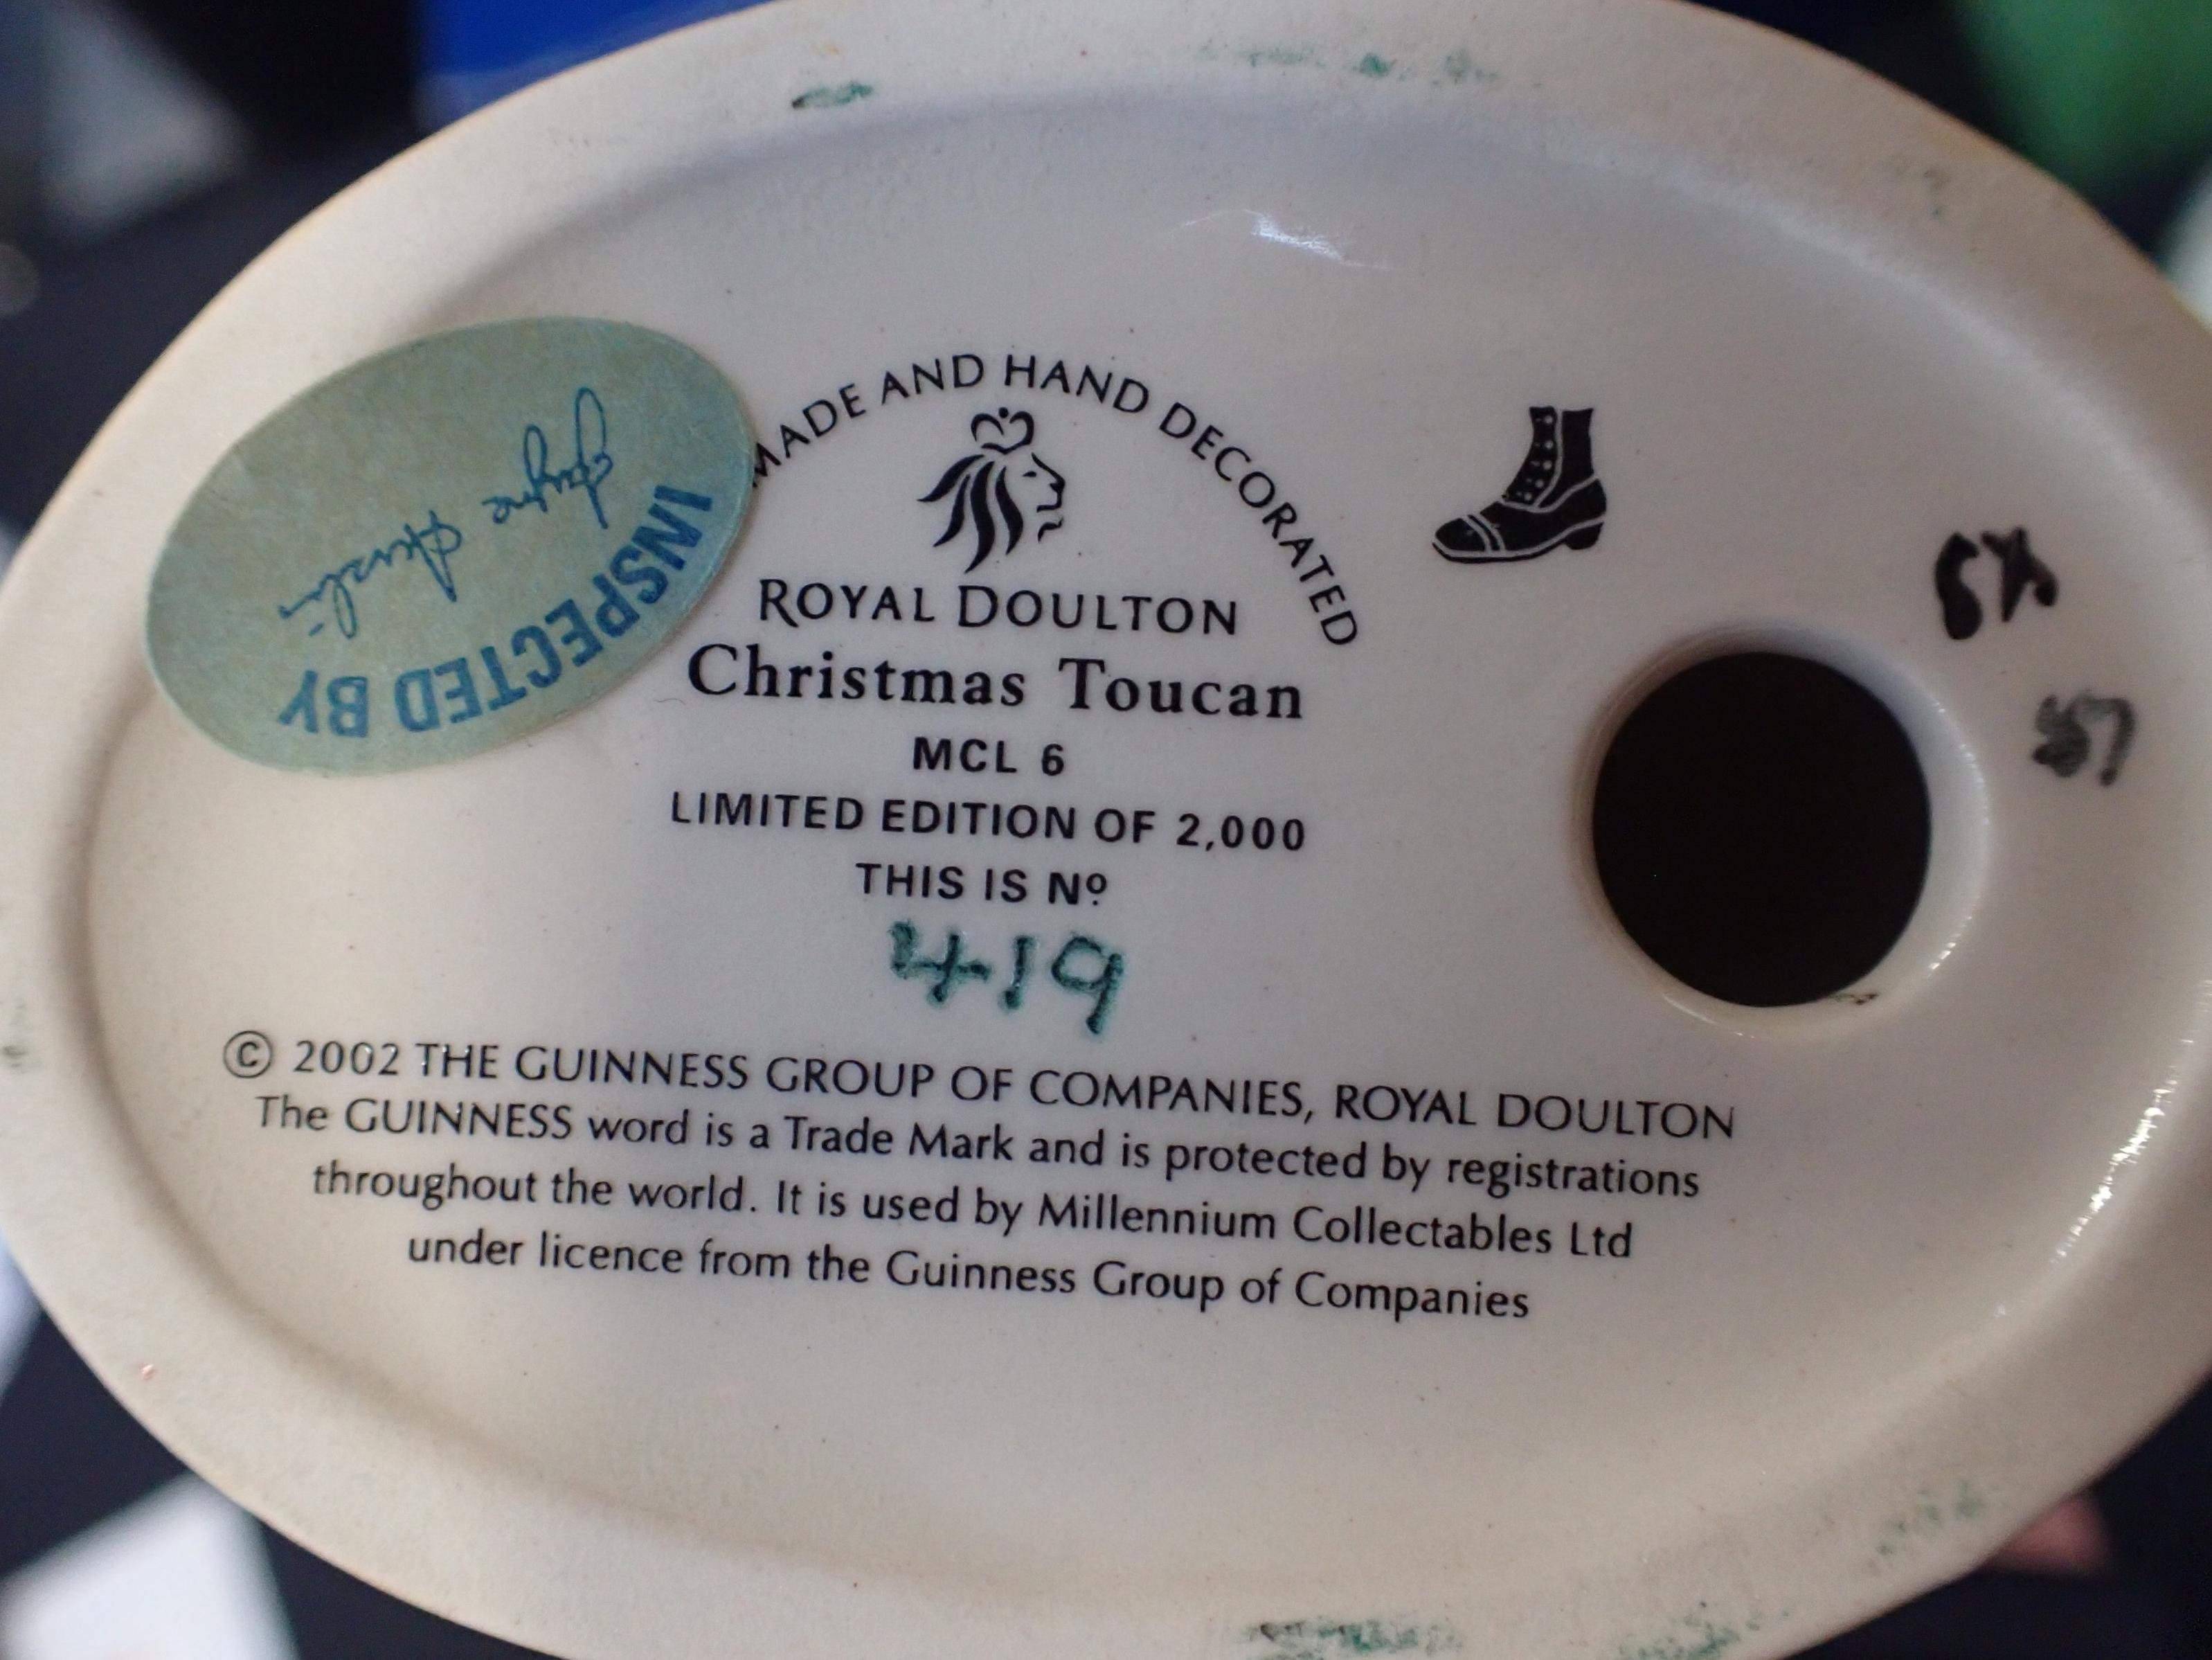 INSPECTED BY
MADE AND HAND DECORATED
ROYAL DOULTON
Christmas Toucan
MCL 6
LIMITED EDITION OF 2,000
THIS IS Nº
419
© 2002 THE GUINNESS GROUP OF COMPANIES, ROYAL DOULTON
The GUINNESS word is a Trade Mark and is protected by registrations
throughout the world. It is used by Millennium Collectables Ltd
under licence from the Guinness Group of Companies